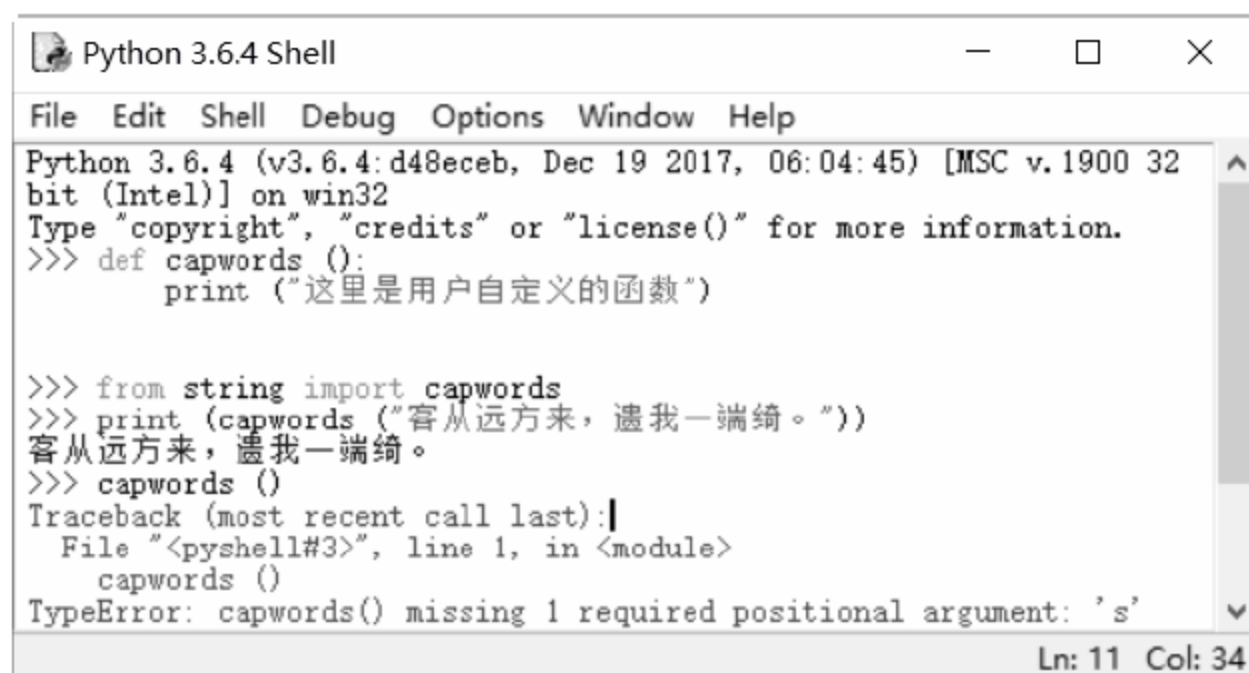 Python 3.6.4 Shell
File Edit Shell Debug Options Window Help
Python 3.6.4 (v3.6.4:d48eceb, Dec 19 2017, 06:04:45) [MSC v.1900 32
bit (Intel)] on win32
Type "copyright", "credits" or "license()" for more information.
>>> def capwords ():
        print ("这里是用户自定义的函数")
>>> from string import capwords
>>> print (capwords ("客从远方来，遗我一端绮。"))
客从远方来，遗我一端绮。
>>> capwords ()
Traceback (most recent call last):
  File "<pyshell#3>", line 1, in <module>
    capwords ()
TypeError: capwords() missing 1 required positional argument: 's'
Ln: 11 Col: 34